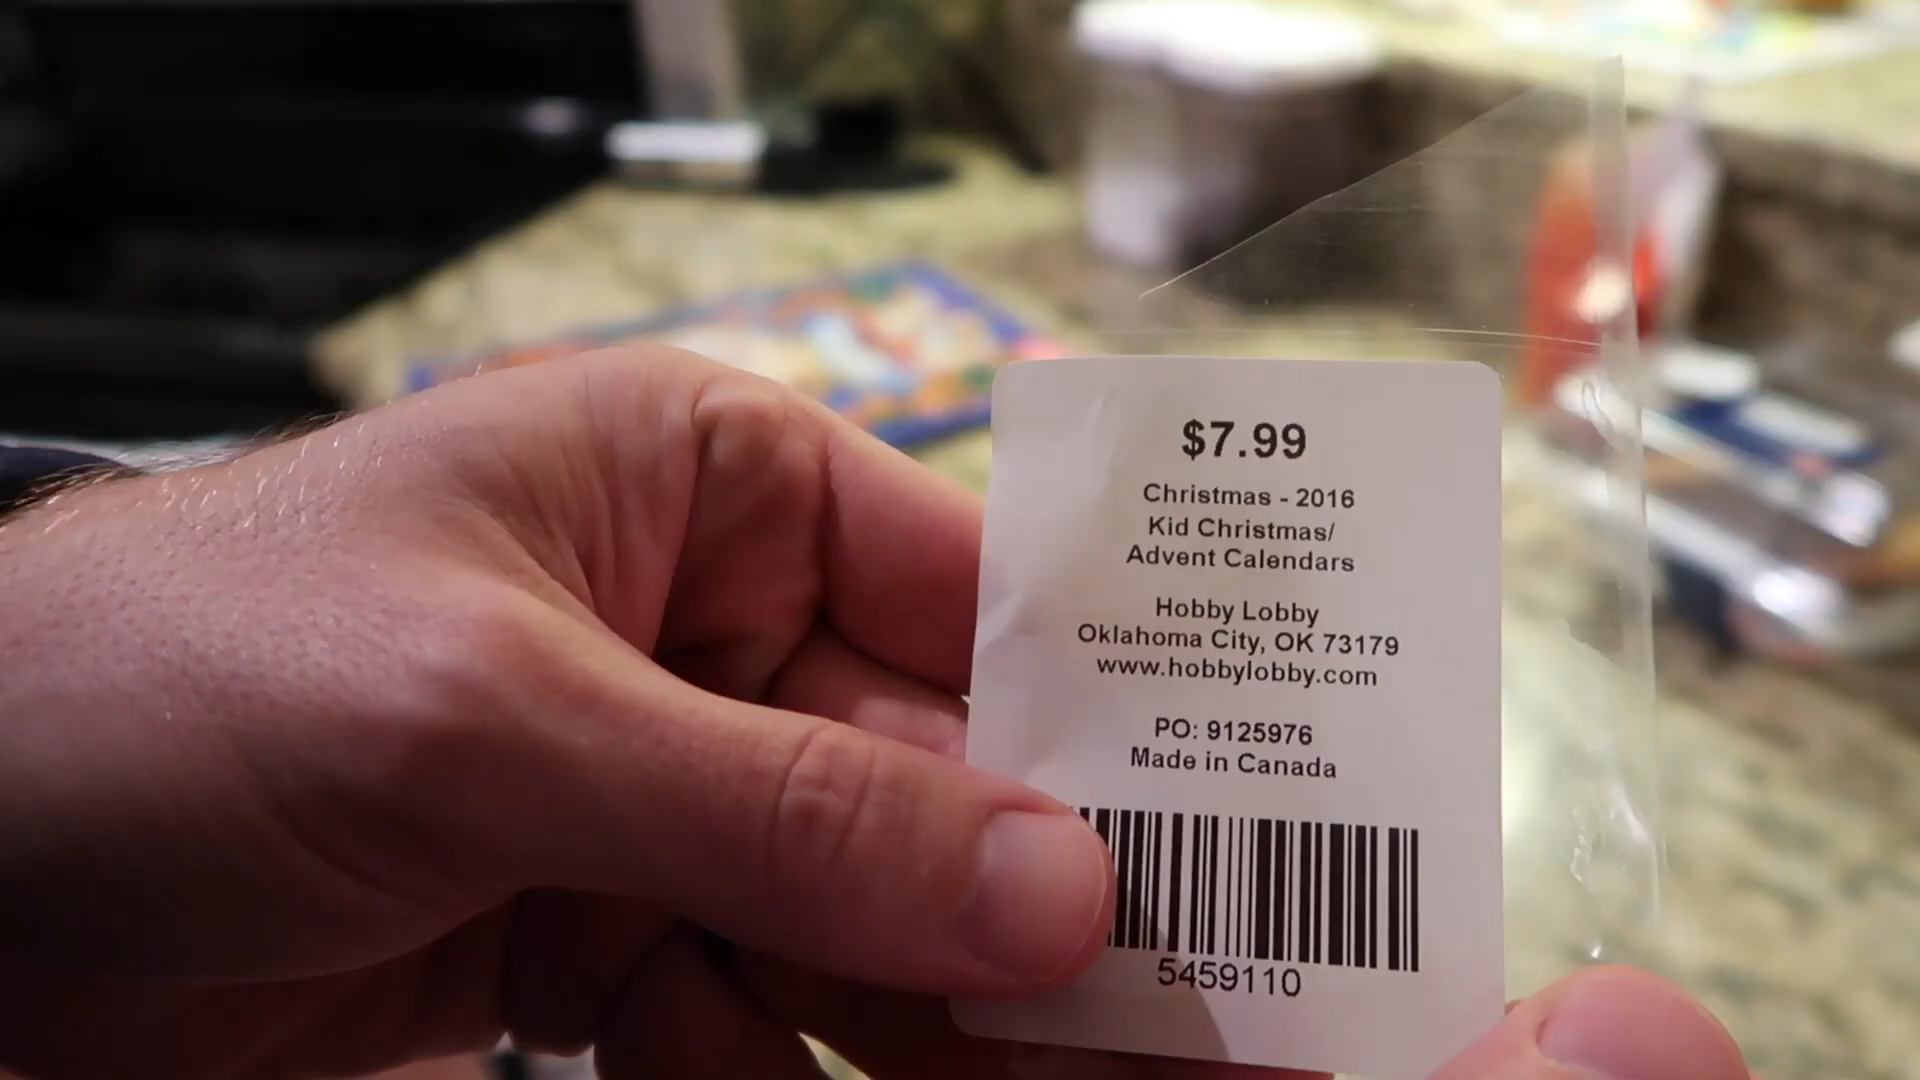 $7.99
Christmas - 2016
Kid Christmas/
Advent Calendars
Hobby Lobby
Oklahoma City, OK 73179
www.hobbylobby.com
PO: 9125976
Made in Canada
5459110